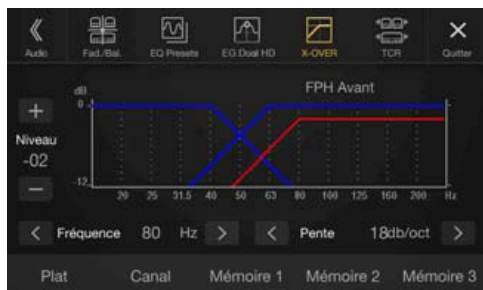 Audio Fad./Bal. EQ Presets EG.Dual HD X-OVER TCR Quitter
FPH Avant
dB
0
+
Niveau
-02
−
-12
20 25 31.5 40 50 63 80 100 125 160 200 Hz
< Fréquence 80 Hz > < Pente 18db/oct >
Plat Canal Mémoire 1 Mémoire 2 Mémoire 3